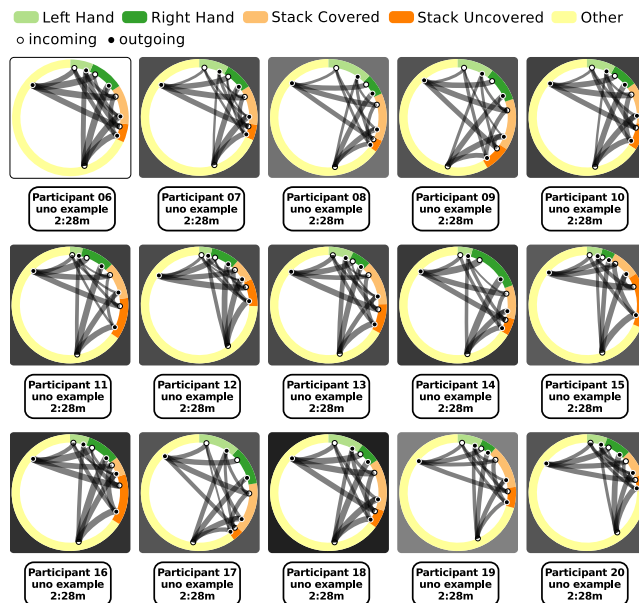 Left Hand Right Hand Stack Covered Stack Uncovered Other
incoming outgoing
Participant 06
uno example
2:28m
Participant 07
uno example
2:28m
Participant 08
uno example
2:28m
Participant 09
uno example
2:28m
Participant 10
uno example
2:28m
Participant 11
uno example
2:28m
Participant 12
uno example
2:28m
Participant 13
uno example
2:28m
Participant 14
uno example
2:28m
Participant 15
uno example
2:28m
Participant 16
uno example
2:28m
Participant 17
uno example
2:28m
Participant 18
uno example
2:28m
Participant 19
uno example
2:28m
Participant 20
uno example
2:28m